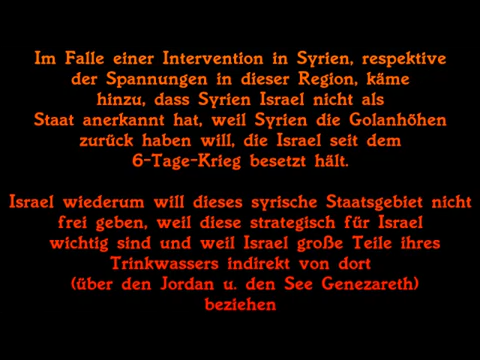 Im Falle einer Intervention in Syrien, respektive
der Spannungen in dieser Region, käme
hinzu, dass Syrien Israel nicht als
Staat anerkannt hat, weil Syrien die Golanhöhen
zurück haben will, die Israel seit dem
6-Tage-Krieg besetzt hält.
Israel wiederum will dieses syrische Staatsgebiet nicht
frei geben, weil diese strategisch für Israel
wichtig sind und weil Israel große Teile ihres
Trinkwassers indirekt von dort
(über den Jordan u. den See Genezareth)
beziehen